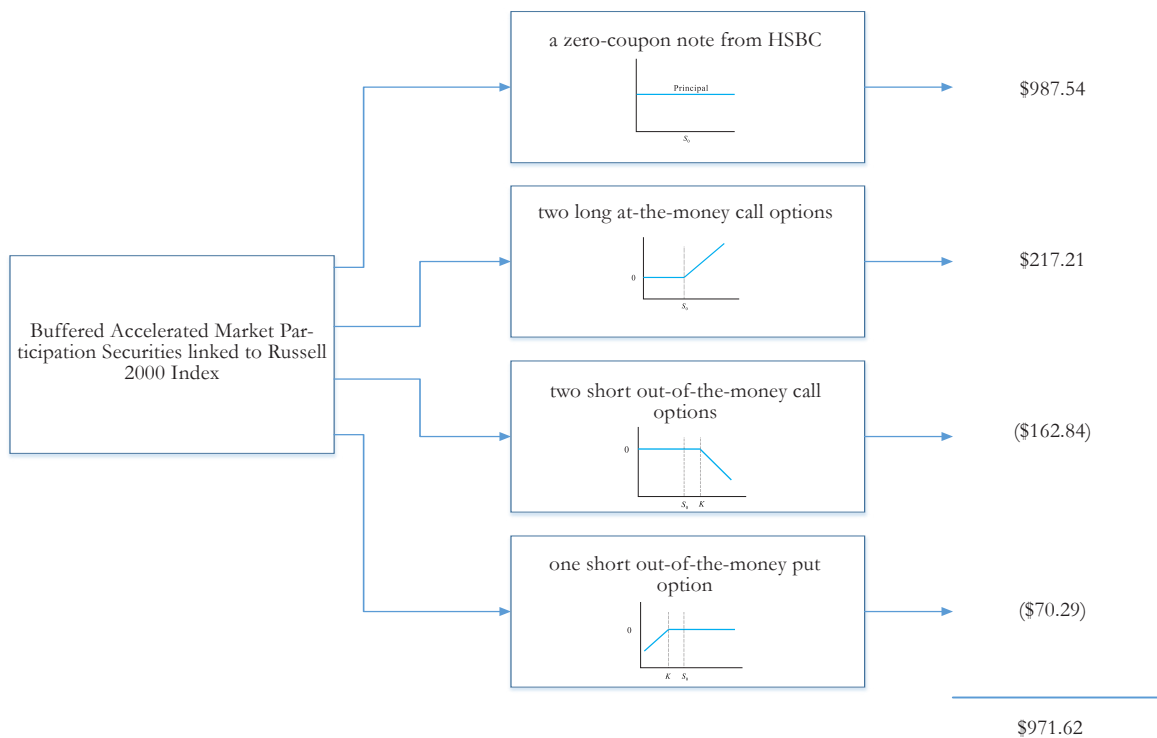 a zero-coupon note from HSBC
Principal
S0
$987.54
two long at-the-money call options
0
S0
$217.21
Buffered Accelerated Market Par-
ticipation Securities linked to Russell
2000 Index
two short out-of-the-money call
options
0
S0 K
($162.84)
one short out-of-the-money put
option
0
K S0
($70.29)
$971.62